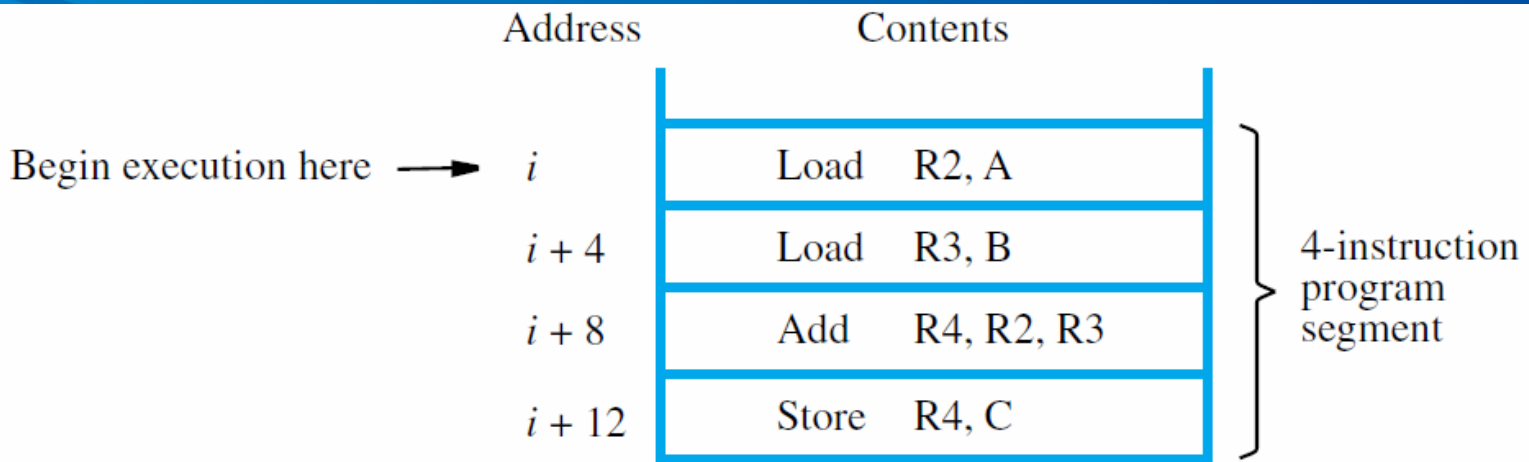 Address Contents
Begin execution here i Load R2, A
i + 4 Load R3, B
i + 8 Add R4, R2, R3
i + 12 Store R4, C
4-instruction
program
segment